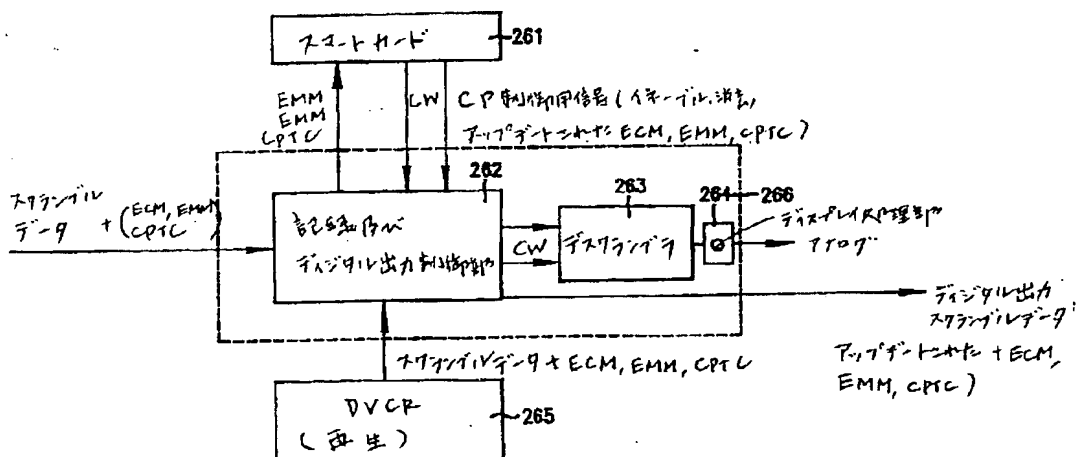 スマートカード
261
EMM
EMM
CPTC
CW
CP制御用信号(イネーブル、消去,
アップデートされた ECM, EMM, CPTC)
262
263
264
266
スクランブル
データ + (ECM, EMM
CPTC)
記録及び
ディジタル出力制御部
CW
デスクランブラ
ディスプレイ処理部
アナログ
ディジタル出力
スクランブルデータ
アップデートされた + ECM,
EMM, CPTC)
スクランブルデータ + ECM, EMM, CPTC
DVCR
(再生)
265